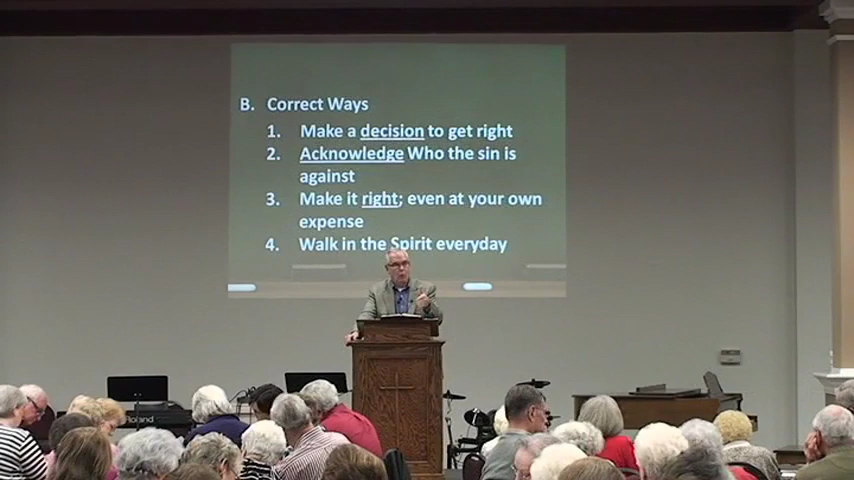 B. Correct Ways
1. Make a decision to get right
2. Acknowledge Who the sin is
against
3. Make it right; even at your own
expense
4. Walk in the Spirit everyday
Roland